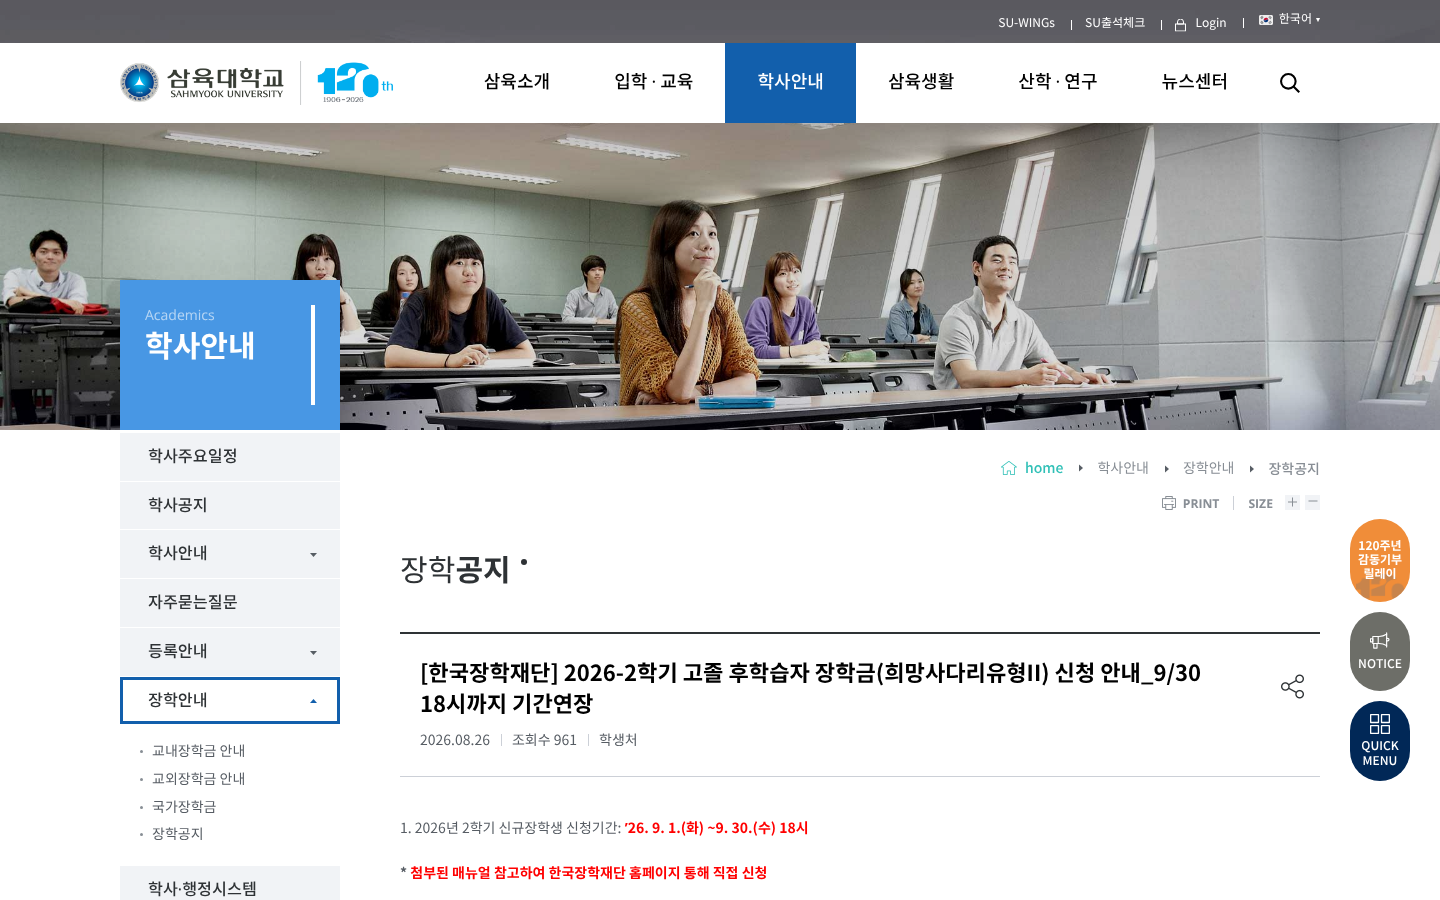 SU-WINGs
SU출석체크
Login
한국어
삼육대학교
SAHMYOOK UNIVERSITY
120th
1906-2026
삼육소개
입학 · 교육
학사안내
삼육생활
산학 · 연구
뉴스센터
Academics
학사안내
학사주요일정
학사공지
학사안내
자주묻는질문
등록안내
장학안내
교내장학금 안내
교외장학금 안내
국가장학금
장학공지
학사·행정시스템
home
학사안내
장학안내
장학공지
PRINT
SIZE
장학공지
[한국장학재단] 2026-2학기 고졸 후학습자 장학금(희망사다리유형II) 신청 안내_9/30
18시까지 기간연장
2026.08.26
조회수 961
학생처
1. 2026년 2학기 신규장학생 신청기간: '26. 9. 1.(화) ~9. 30.(수) 18시
* 첨부된 매뉴얼 참고하여 한국장학재단 홈페이지 통해 직접 신청
120주년
감동기부
릴레이
NOTICE
QUICK
MENU